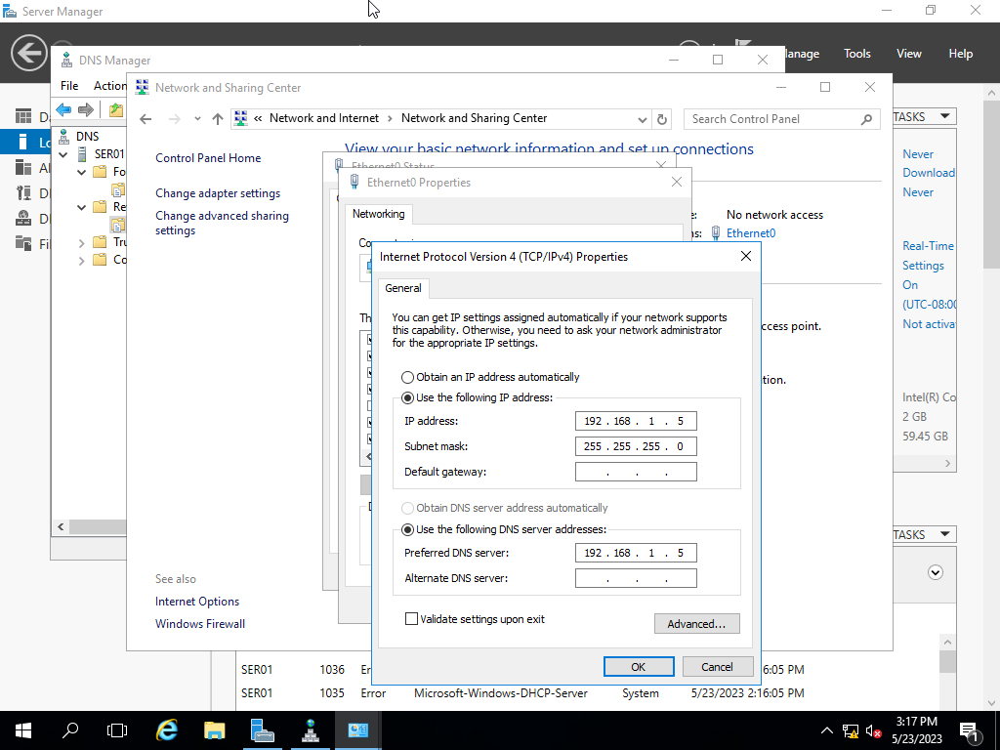 Server Manager
Manage
Tools
View
Help
DNS Manager
File
Action
DNS
SER01
Fo
Re
Tru
Co
Network and Sharing Center
« Network and Internet > Network and Sharing Center
Search Control Panel
Control Panel Home
Change adapter settings
Change advanced sharing
settings
View your basic network information and set up connections
No network access
Ethernet0
Ethernet0 Status
Ethernet0 Properties
Networking
Internet Protocol Version 4 (TCP/IPv4) Properties
General
You can get IP settings assigned automatically if your network supports
this capability. Otherwise, you need to ask your network administrator
for the appropriate IP settings.
Obtain an IP address automatically
Use the following IP address:
IP address: 192 . 168 . 1 . 5
Subnet mask: 255 . 255 . 255 . 0
Default gateway: . . .
Obtain DNS server address automatically
Use the following DNS server addresses:
Preferred DNS server: 192 . 168 . 1 . 5
Alternate DNS server: . . .
Validate settings upon exit
Advanced...
OK
Cancel
ccess point.
tion.
See also
Internet Options
Windows Firewall
TASKS
Never
Download
Never
Real-Time
Settings
On
(UTC-08:00
Not activa
Intel(R) Co
2 GB
59.45 GB
TASKS
SER01 1036 Er 6:05 PM
SER01 1035 Error Microsoft-Windows-DHCP-Server System 5/23/2023 2:16:05 PM
3:17 PM
5/23/2023
1